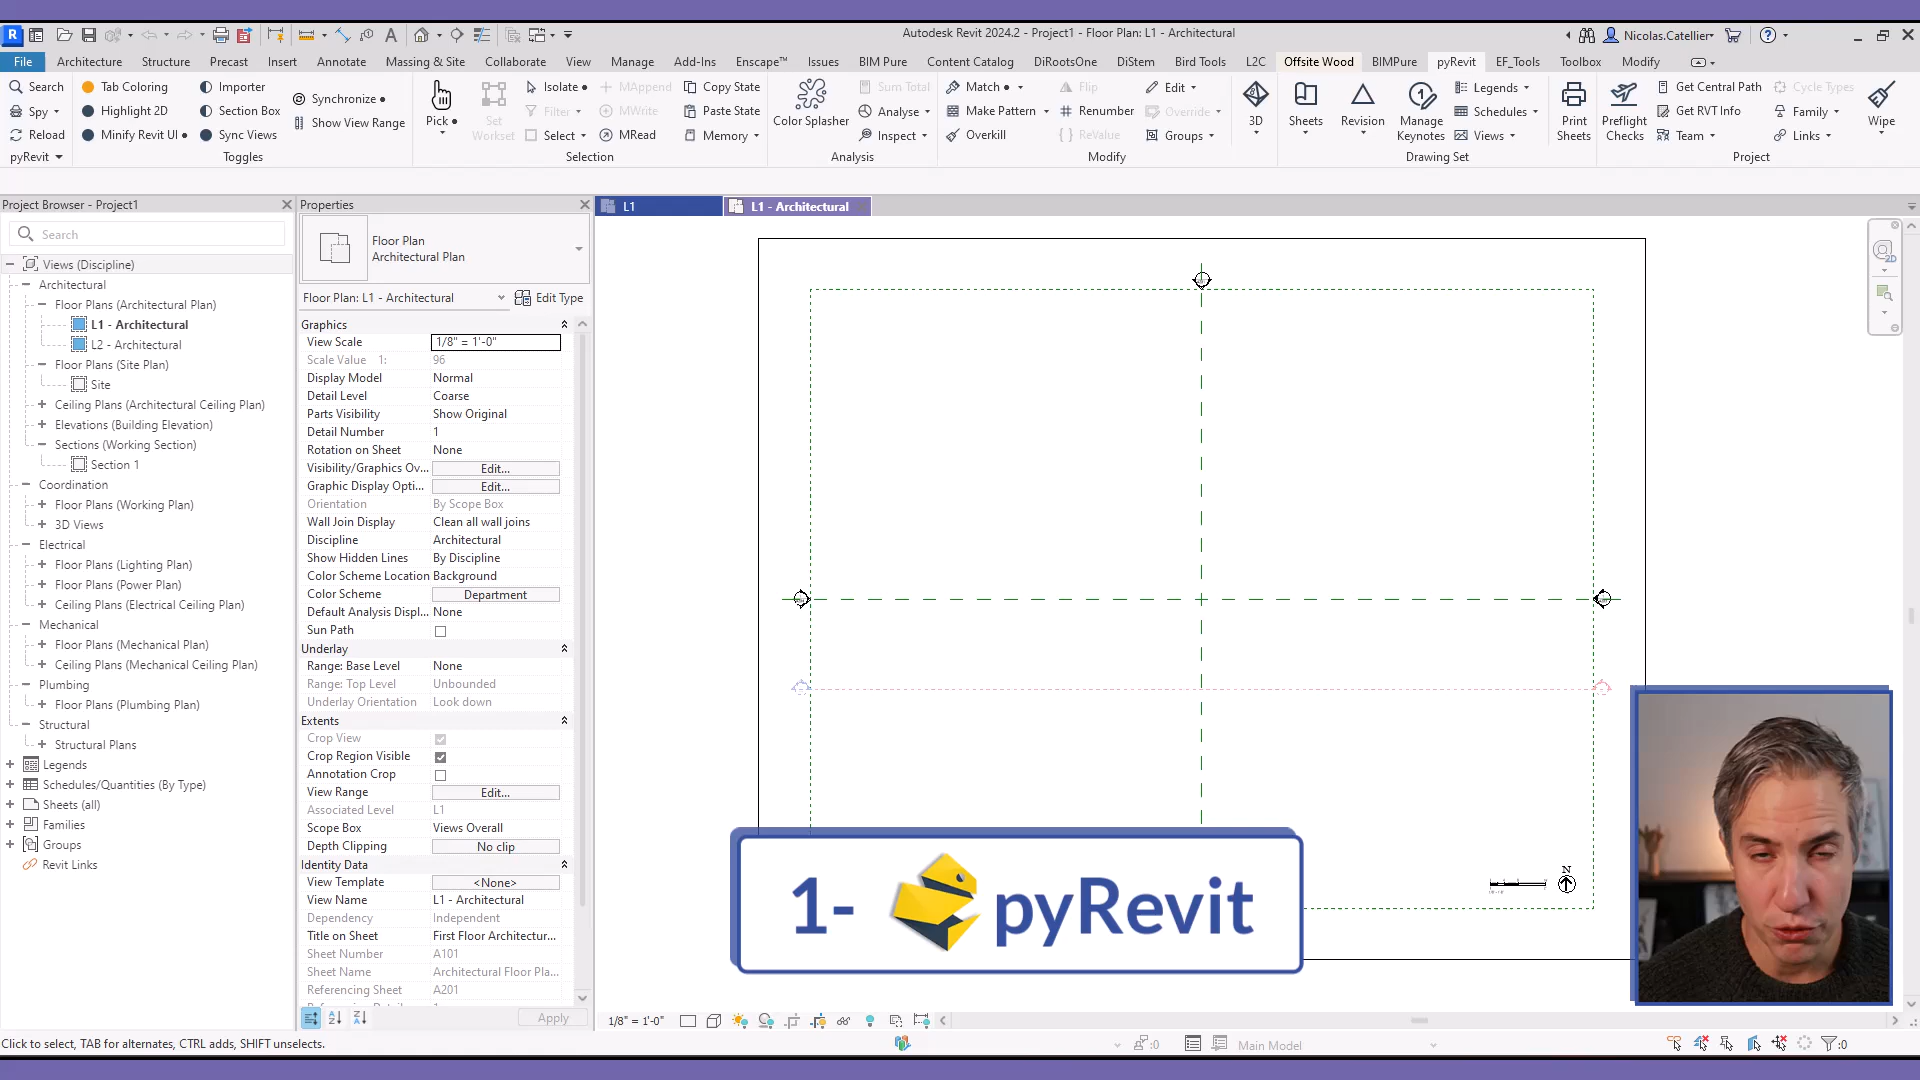 Autodesk Revit 2024.2 - Project1 - Floor Plan: L1 - Architectural
Nicolas.Catellier
File Architecture Structure Precast Insert Annotate Massing & Site Collaborate View Manage Add-Ins Enscape™ Issues BIM Pure Content Catalog DiRootsOne DiStem Bird Tools L2C Offsite Wood BIMPure pyRevit EF_Tools Toolbox Modify
Search
Spy
Reload
pyRevit
Tab Coloring
Highlight 2D
Minify Revit UI
Importer
Section Box
Sync Views
Synchronize
Show View Range
Toggles
Pick
Set Workset
Isolate
Filter
Select
MAppend
MWrite
MRead
Copy State
Paste State
Memory
Selection
Color Splasher
Sum Total
Analyse
Inspect
Analysis
Match
Make Pattern
Overkill
Flip
Renumber
ReValue
Edit
Override
Groups
Modify
3D
Sheets
Revision
Manage Keynotes
Legends
Schedules
Views
Print Sheets
Drawing Set
Preflight Checks
Get Central Path
Get RVT Info
Team
Cycle Types
Family
Links
Wipe
Project
Project Browser - Project1
Search
Views (Discipline)
Architectural
Floor Plans (Architectural Plan)
L1 - Architectural
L2 - Architectural
Floor Plans (Site Plan)
Site
Ceiling Plans (Architectural Ceiling Plan)
Elevations (Building Elevation)
Sections (Working Section)
Section 1
Coordination
Floor Plans (Working Plan)
3D Views
Electrical
Floor Plans (Lighting Plan)
Floor Plans (Power Plan)
Ceiling Plans (Electrical Ceiling Plan)
Mechanical
Floor Plans (Mechanical Plan)
Ceiling Plans (Mechanical Ceiling Plan)
Plumbing
Floor Plans (Plumbing Plan)
Structural
Structural Plans
Legends
Schedules/Quantities (By Type)
Sheets (all)
Families
Groups
Revit Links
Properties
Floor Plan
Architectural Plan
Floor Plan: L1 - Architectural Edit Type
Graphics
View Scale 1/8" = 1'-0"
Scale Value 1: 96
Display Model Normal
Detail Level Coarse
Parts Visibility Show Original
Detail Number 1
Rotation on Sheet None
Visibility/Graphics Ov... Edit...
Graphic Display Opti... Edit...
Orientation By Scope Box
Wall Join Display Clean all wall joins
Discipline Architectural
Show Hidden Lines By Discipline
Color Scheme Location Background
Color Scheme Department
Default Analysis Displ... None
Sun Path
Underlay
Range: Base Level None
Range: Top Level Unbounded
Underlay Orientation Look down
Extents
Crop View
Crop Region Visible
Annotation Crop
View Range Edit...
Associated Level L1
Scope Box Views Overall
Depth Clipping No clip
Identity Data
View Template <None>
View Name L1 - Architectural
Dependency Independent
Title on Sheet First Floor Architectur...
Sheet Number A101
Sheet Name Architectural Floor Pla...
Referencing Sheet A201
Apply
L1
L1 - Architectural
2D
N
1- pyRevit
1/8" = 1'-0"
Click to select, TAB for alternates, CTRL adds, SHIFT unselects.
:0
Main Model
:0